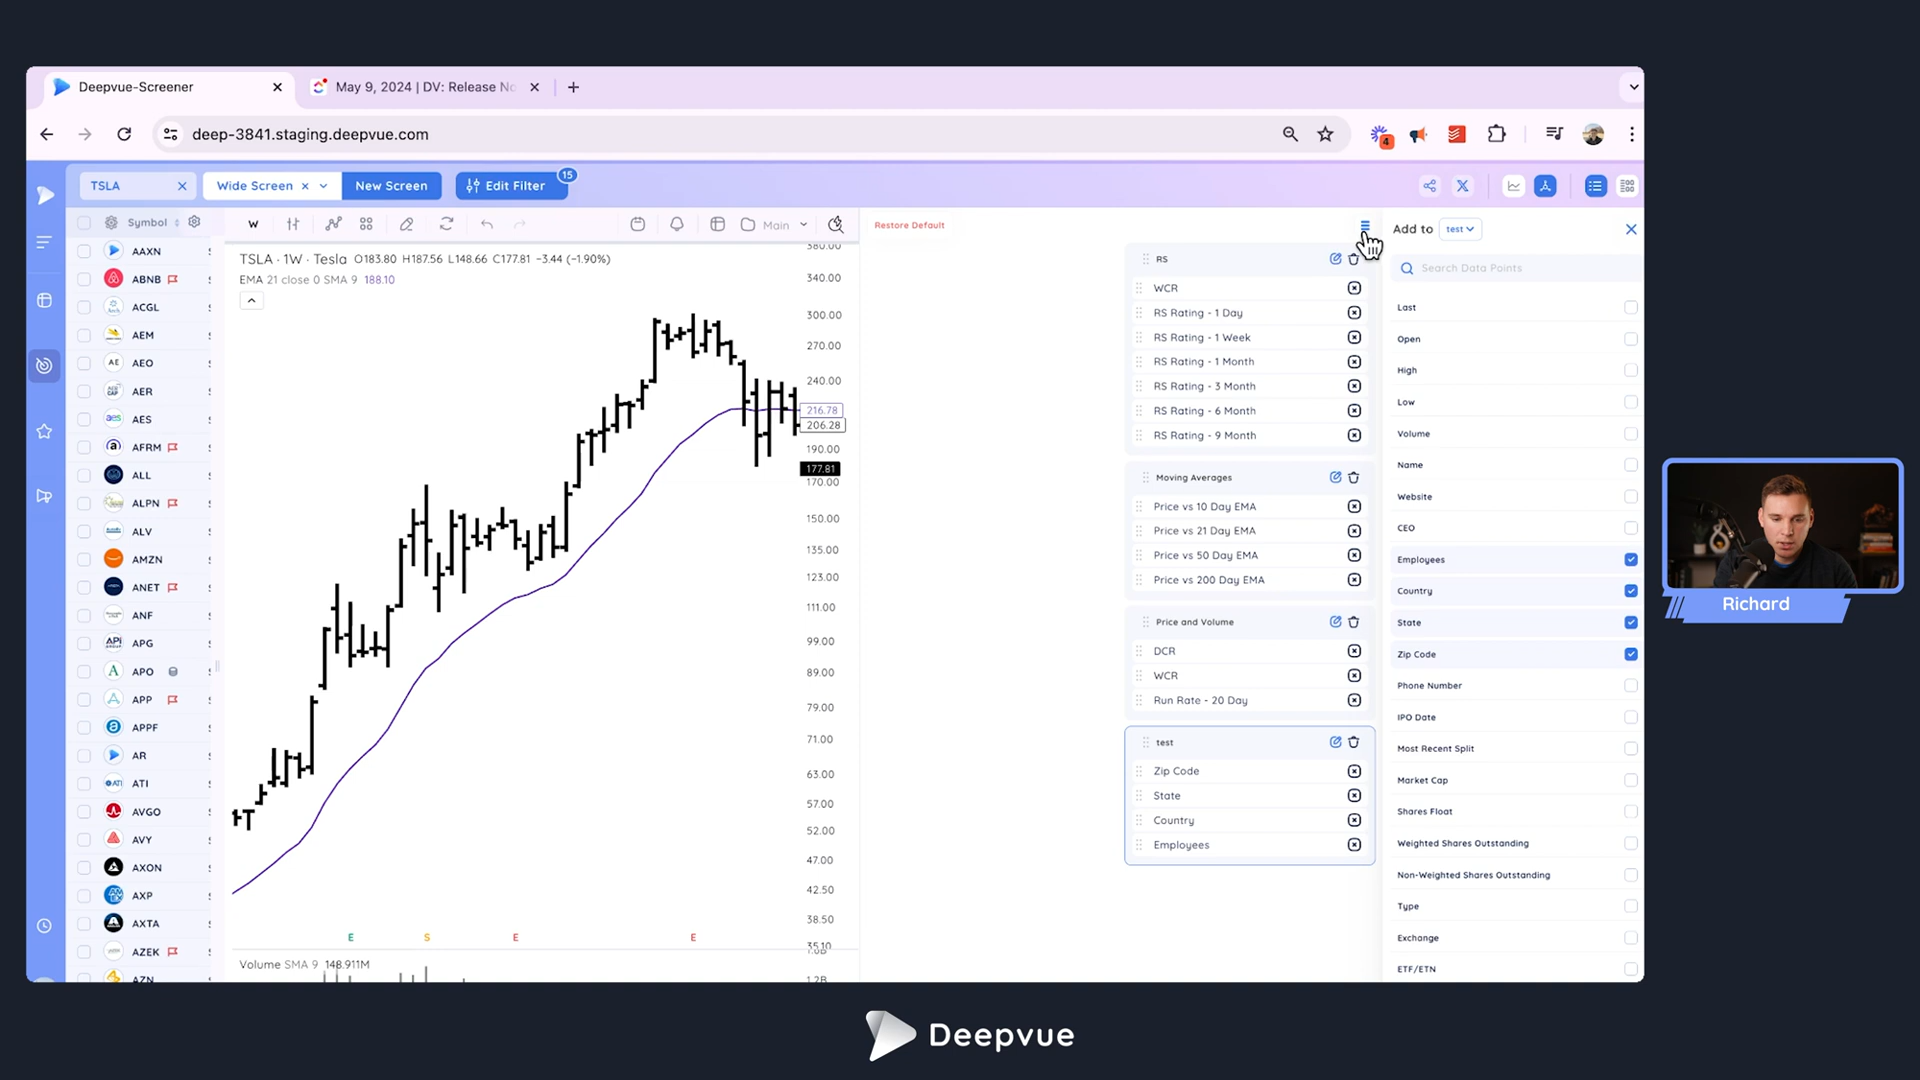 Deepvue-Screener
May 9, 2024 | DV: Release No
deep-3841.staging.deepvue.com
4
TSLA
Wide Screen
New Screen
Edit Filter
15
Symbol
W
Main
Restore Default
Add to test
Search Data Points
TSLA · 1W · Tesla O183.80 H187.56 L148.66 C177.81 −3.44 (−1.90%)
EMA 21 close 0 SMA 9 188.10
AAXN
ABNB
ACGL
AEM
AE AEO
AER
aes AES
AFRM
ALL
ALPN
ALV
AMZN
ANET
ANF
APi APG
A APO
APP
APPF
AR
ATI ATI
AVGO
AVY
AXON
AXP
AXTA
AZEK
AZN
380.00
340.00
300.00
270.00
240.00
216.78
206.28
190.00
177.81
170.00
150.00
135.00
123.00
111.00
99.00
89.00
79.00
71.00
63.00
57.00
52.00
47.00
42.50
38.50
35.10
1.2B
E
S
E
E
Volume SMA 9 148.911M
RS
WCR
RS Rating - 1 Day
RS Rating - 1 Week
RS Rating - 1 Month
RS Rating - 3 Month
RS Rating - 6 Month
RS Rating - 9 Month
Moving Averages
Price vs 10 Day EMA
Price vs 21 Day EMA
Price vs 50 Day EMA
Price vs 200 Day EMA
Price and Volume
DCR
WCR
Run Rate - 20 Day
test
Zip Code
State
Country
Employees
Last
Open
High
Low
Volume
Name
Website
CEO
Employees
Country
State
Zip Code
Phone Number
IPO Date
Most Recent Split
Market Cap
Shares Float
Weighted Shares Outstanding
Non-Weighted Shares Outstanding
Type
Exchange
ETF/ETN
Richard
Deepvue